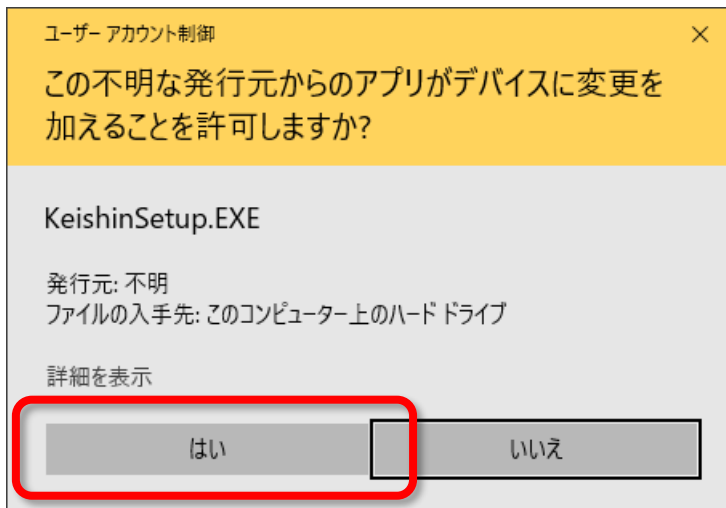 ユーザー アカウント制御
この不明な発行元からのアプリがデバイスに変更を
加えることを許可しますか?
KeishinSetup.EXE
発行元: 不明
ファイルの入手先: このコンピューター上のハード ドライブ
詳細を表示
はい
いいえ